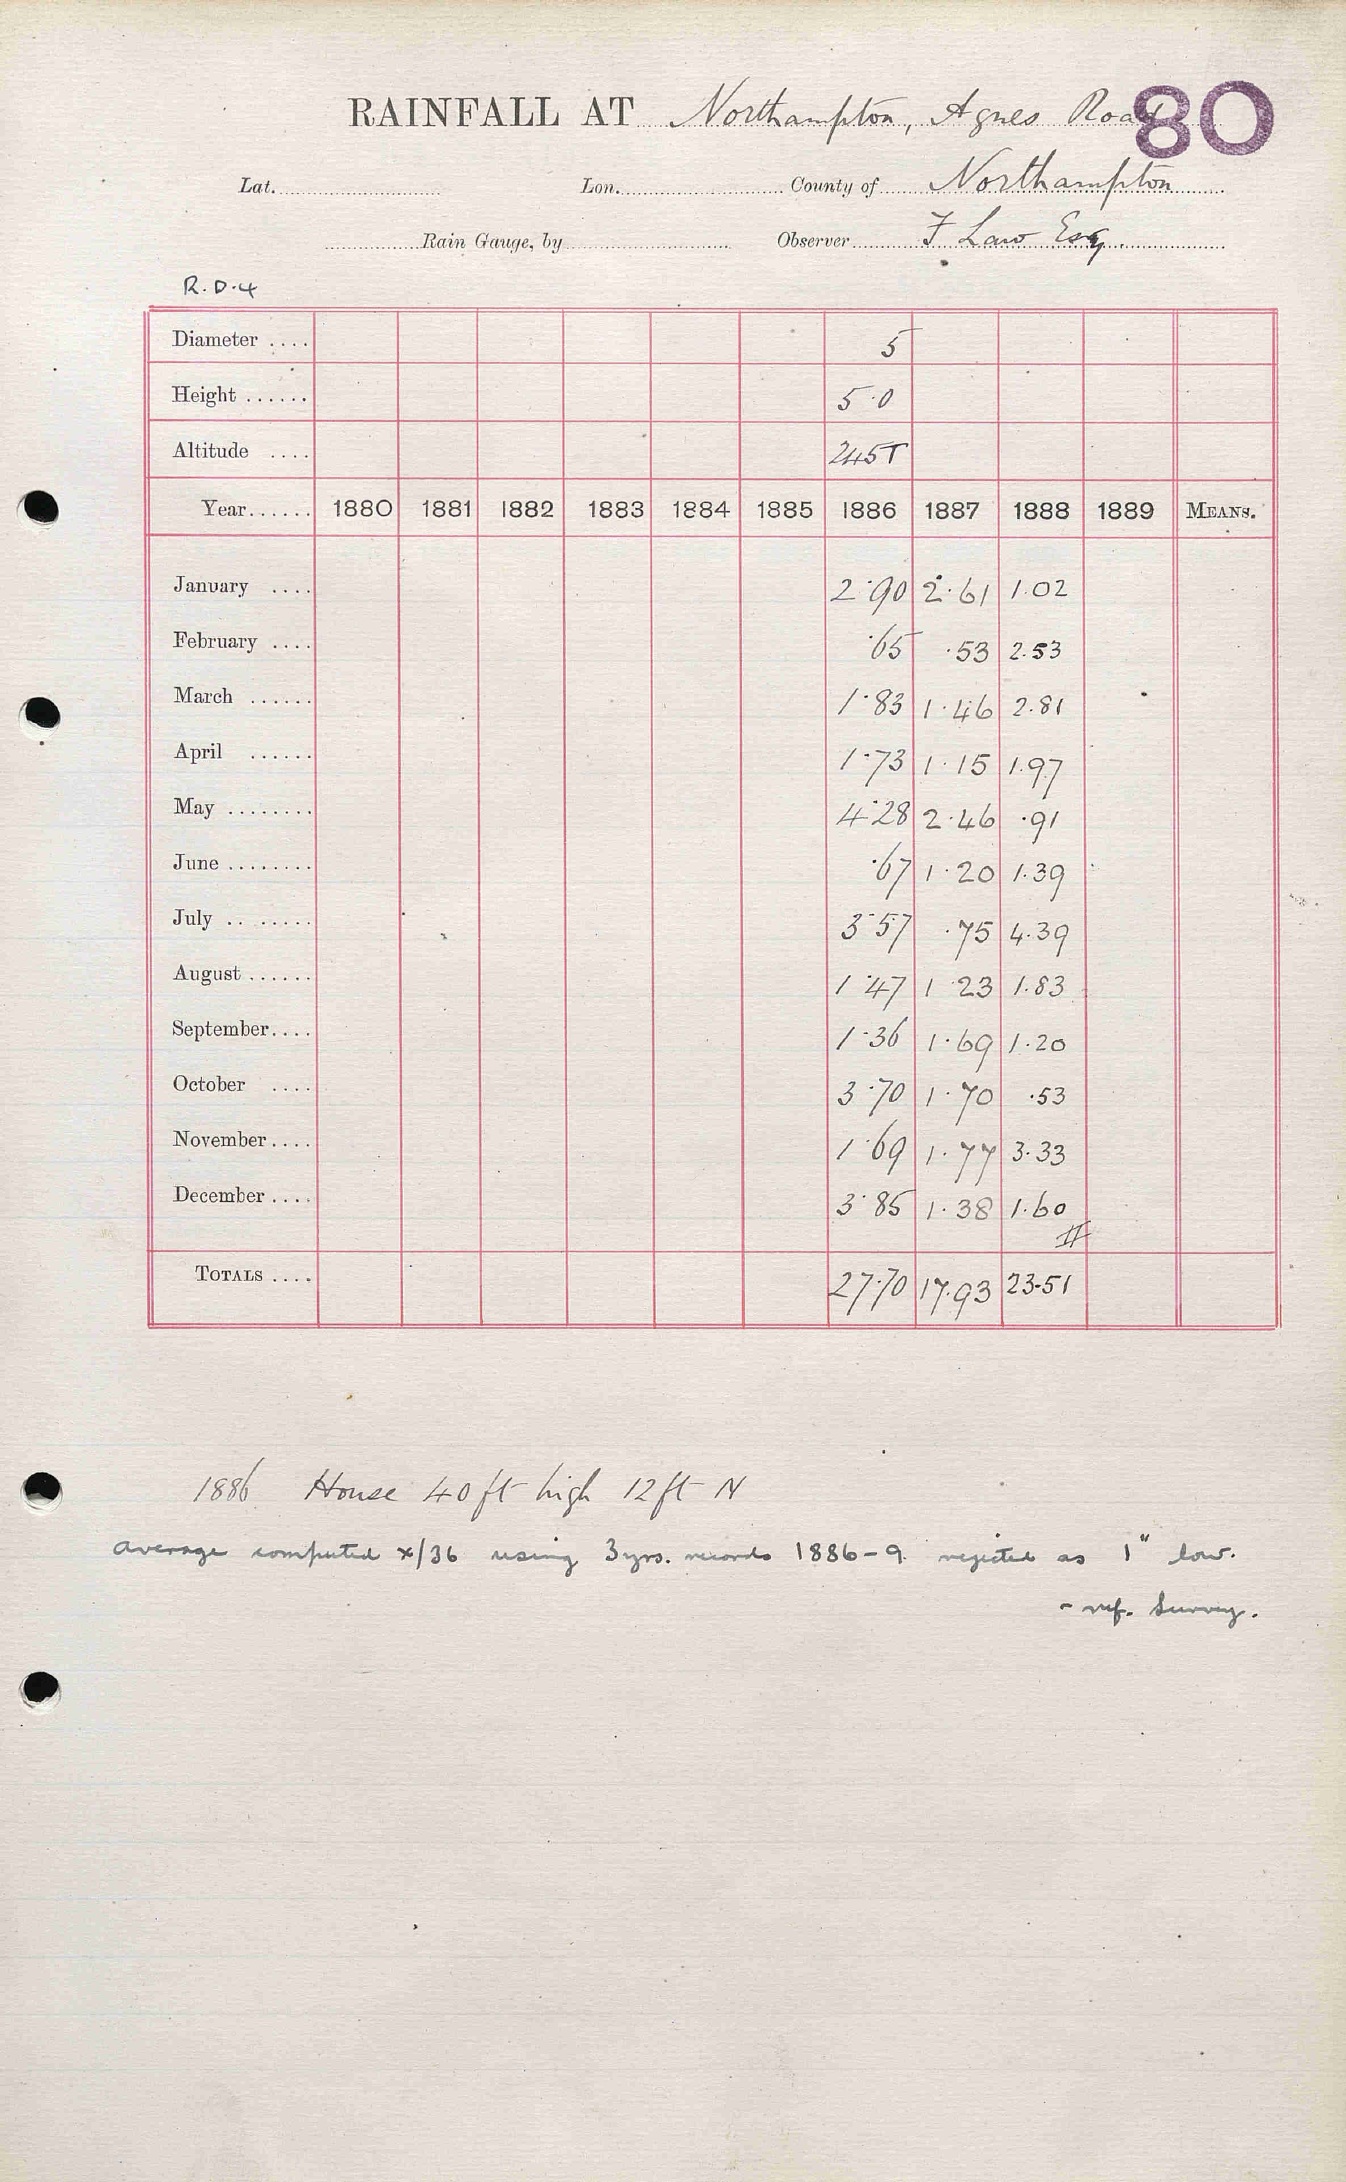 RAINFALL AT Northampton, Agnes Road 80
Lat. Lon. County of Northampton
Rain Gauge, by Observer F Law Esq.
R.D.4
Diameter .... 5
Height ...... 5.0
Altitude .... 245T
Year...... 1880 1881 1882 1883 1884 1885 1886 1887 1888 1889 MEANS.
January .... 2.90 2.61 1.02
February .... .65 .53 2.53
March ...... 1.83 1.46 2.81
April ...... 1.73 1.15 1.97
May ........ 4.28 2.46 .91
June ........ .67 1.20 1.39
July ........ 3.57 .75 4.39
August ...... 1.47 1 23 1.83
September.... 1.36 1.69 1.20
October .... 3.70 1.70 .53
November.... 1.69 1.77 3.33
December.... 3.85 1.38 1.60
TOTALS .... 27.70 17.93 23.51
1886 House 40 ft high 12 ft N
average computed x/36 using 3yrs. records 1886-9. rejected as 1" low.
- ref. Survey.